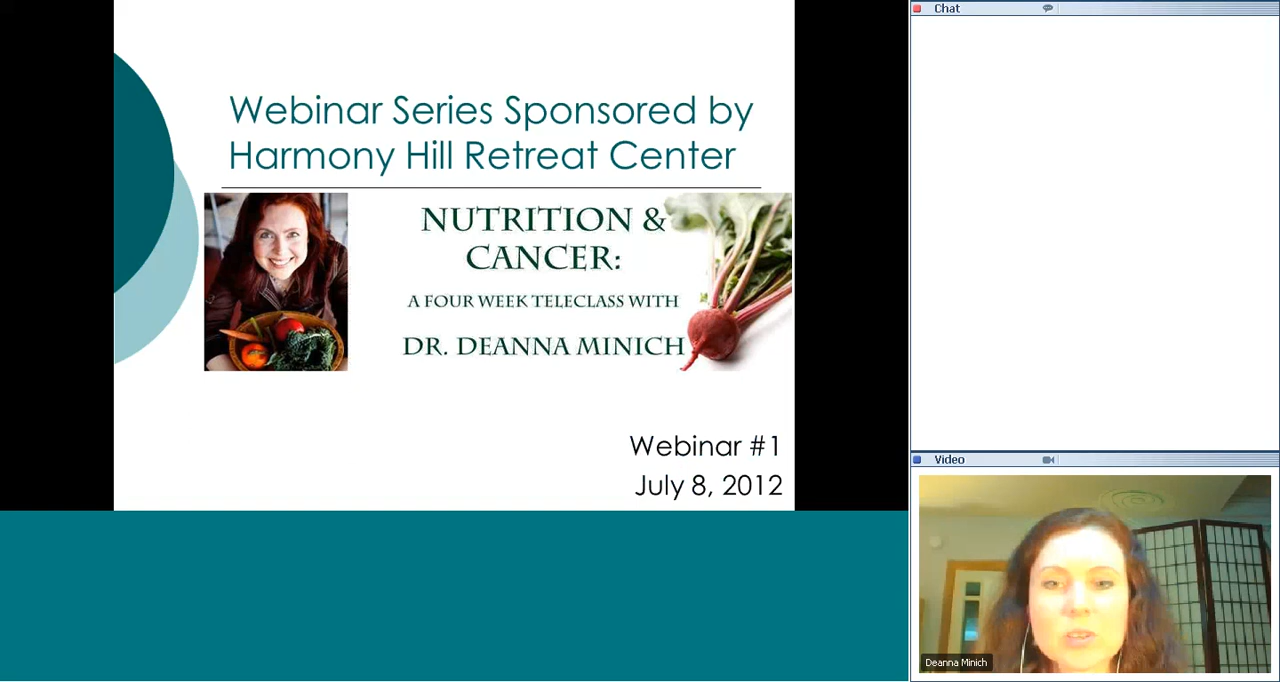 Webinar Series Sponsored by
Harmony Hill Retreat Center
NUTRITION &
CANCER:
A FOUR WEEK TELECLASS WITH
DR. DEANNA MINICH
Webinar #1
July 8, 2012
Chat
Video
Deanna Minich